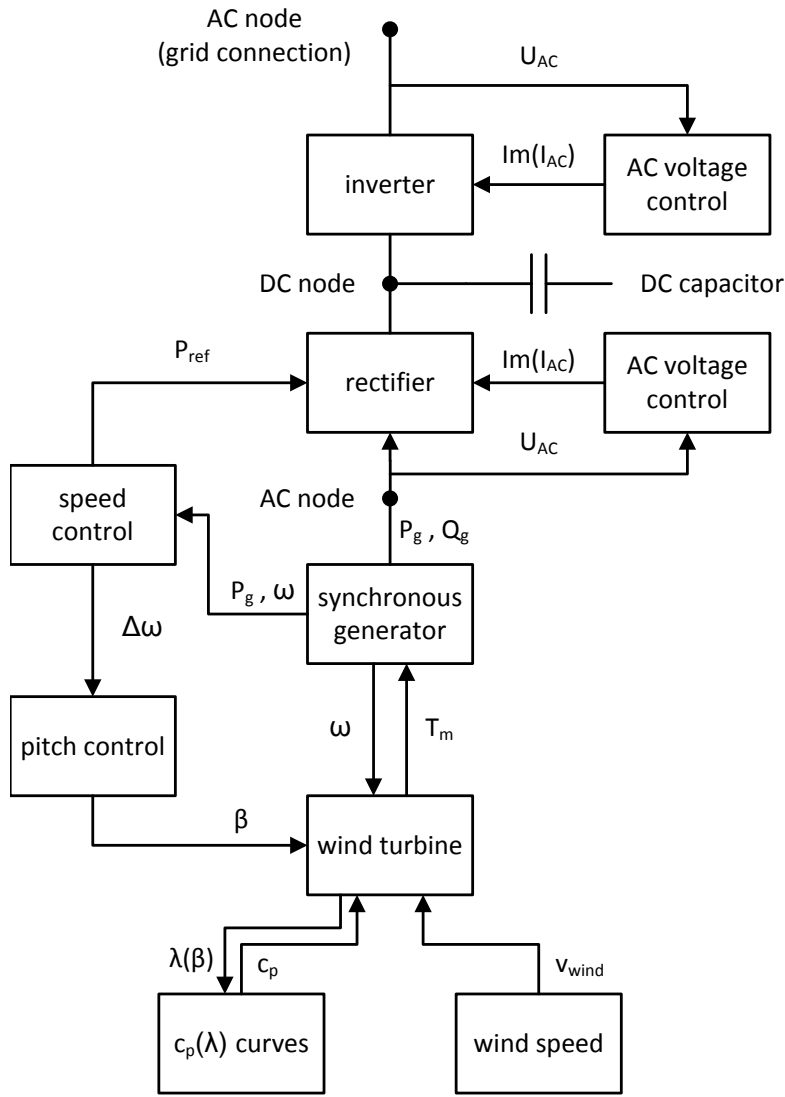 AC node
(grid connection)
U_AC
inverter
Im(I_AC)
AC voltage
control
DC node
DC capacitor
P_ref
rectifier
Im(I_AC)
AC voltage
control
U_AC
speed
control
AC node
P_g , Q_g
P_g , ω
synchronous
generator
Δω
pitch control
ω
T_m
β
wind turbine
λ(β)
c_p
v_wind
c_p(λ) curves
wind speed